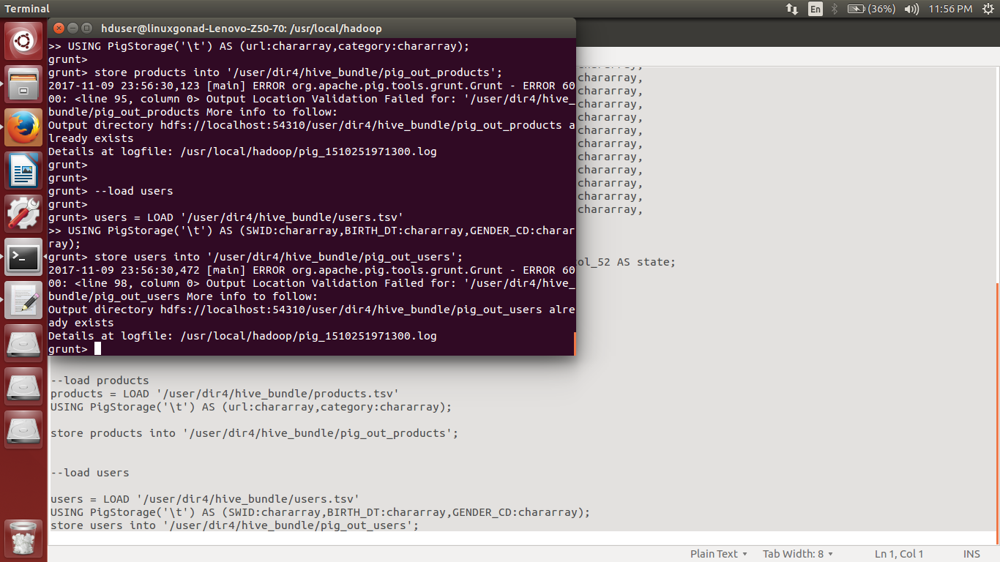 Terminal
En
(36%)
11:56 PM
hduser@linuxgonad-Lenovo-Z50-70: /usr/local/hadoop
>> USING PigStorage('\t') AS (url:chararray,category:chararray);
grunt>
grunt> store products into '/user/dir4/hive_bundle/pig_out_products';
2017-11-09 23:56:30,123 [main] ERROR org.apache.pig.tools.grunt.Grunt - ERROR 60
00: <line 95, column 0> Output Location Validation Failed for: '/user/dir4/hive_
bundle/pig_out_products More info to follow:
Output directory hdfs://localhost:54310/user/dir4/hive_bundle/pig_out_products a
lready exists
Details at logfile: /usr/local/hadoop/pig_1510251971300.log
grunt>
grunt>
grunt> --load users
grunt>
grunt> users = LOAD '/user/dir4/hive_bundle/users.tsv'
>> USING PigStorage('\t') AS (SWID:chararray,BIRTH_DT:chararray,GENDER_CD:charar
ray);
grunt> store users into '/user/dir4/hive_bundle/pig_out_users';
2017-11-09 23:56:30,472 [main] ERROR org.apache.pig.tools.grunt.Grunt - ERROR 60
00: <line 98, column 0> Output Location Validation Failed for: '/user/dir4/hive_
bundle/pig_out_users More info to follow:
Output directory hdfs://localhost:54310/user/dir4/hive_bundle/pig_out_users alre
ady exists
Details at logfile: /usr/local/hadoop/pig_1510251971300.log
grunt>
chararray,
chararray,
chararray,
chararray,
chararray,
chararray,
chararray,
chararray,
chararray,
chararray,
chararray,
chararray,
ol_52 AS state;
--load products
products = LOAD '/user/dir4/hive_bundle/products.tsv'
USING PigStorage('\t') AS (url:chararray,category:chararray);
store products into '/user/dir4/hive_bundle/pig_out_products';
--load users
users = LOAD '/user/dir4/hive_bundle/users.tsv'
USING PigStorage('\t') AS (SWID:chararray,BIRTH_DT:chararray,GENDER_CD:chararray);
store users into '/user/dir4/hive_bundle/pig_out_users';
Plain Text
Tab Width: 8
Ln 1, Col 1
INS